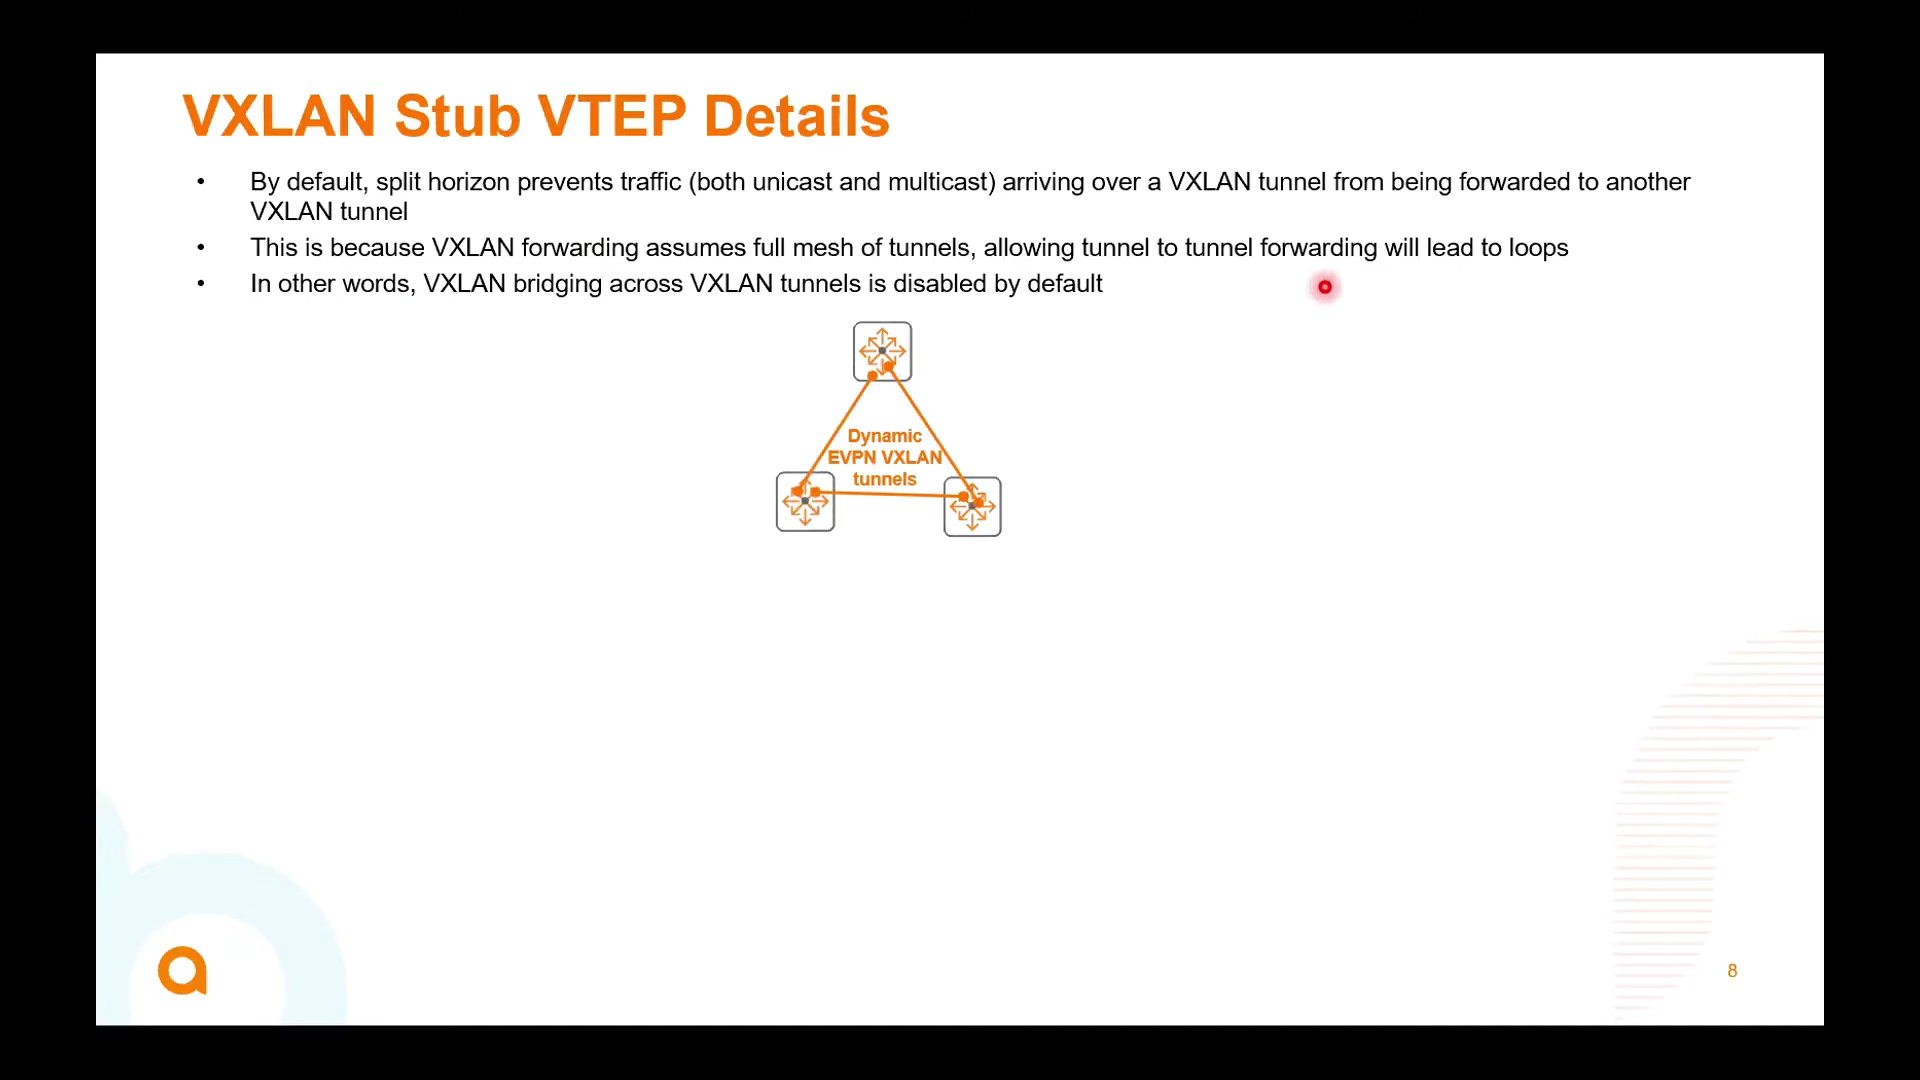 VXLAN Stub VTEP Details
• By default, split horizon prevents traffic (both unicast and multicast) arriving over a VXLAN tunnel from being forwarded to another
VXLAN tunnel
• This is because VXLAN forwarding assumes full mesh of tunnels, allowing tunnel to tunnel forwarding will lead to loops
• In other words, VXLAN bridging across VXLAN tunnels is disabled by default
Dynamic
EVPN VXLAN
tunnels
8